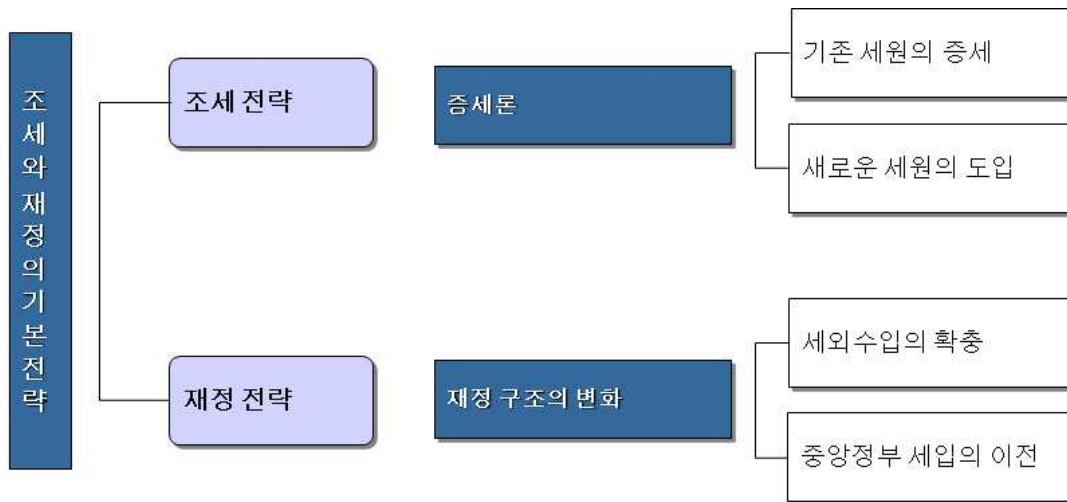 조세와 재정의 기본 전략
조세 전략
증세론
기존 세원의 증세
새로운 세원의 도입
재정 전략
재정 구조의 변화
세외수입의 확충
중앙정부 세입의 이전